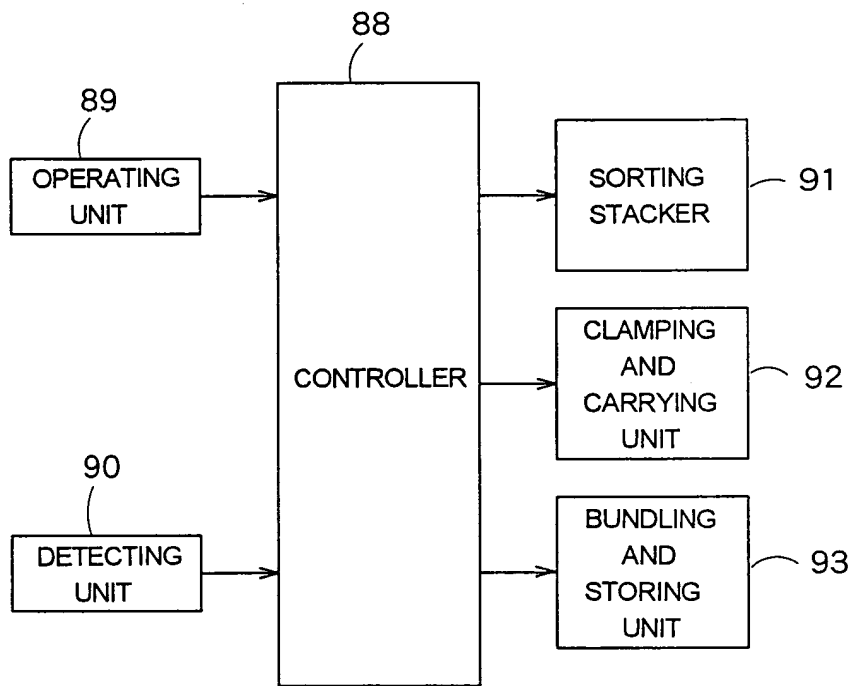 88
89
OPERATING
UNIT
SORTING
STACKER
91
CONTROLLER
CLAMPING
AND
CARRYING
UNIT
92
90
DETECTING
UNIT
BUNDLING
AND
STORING
UNIT
93